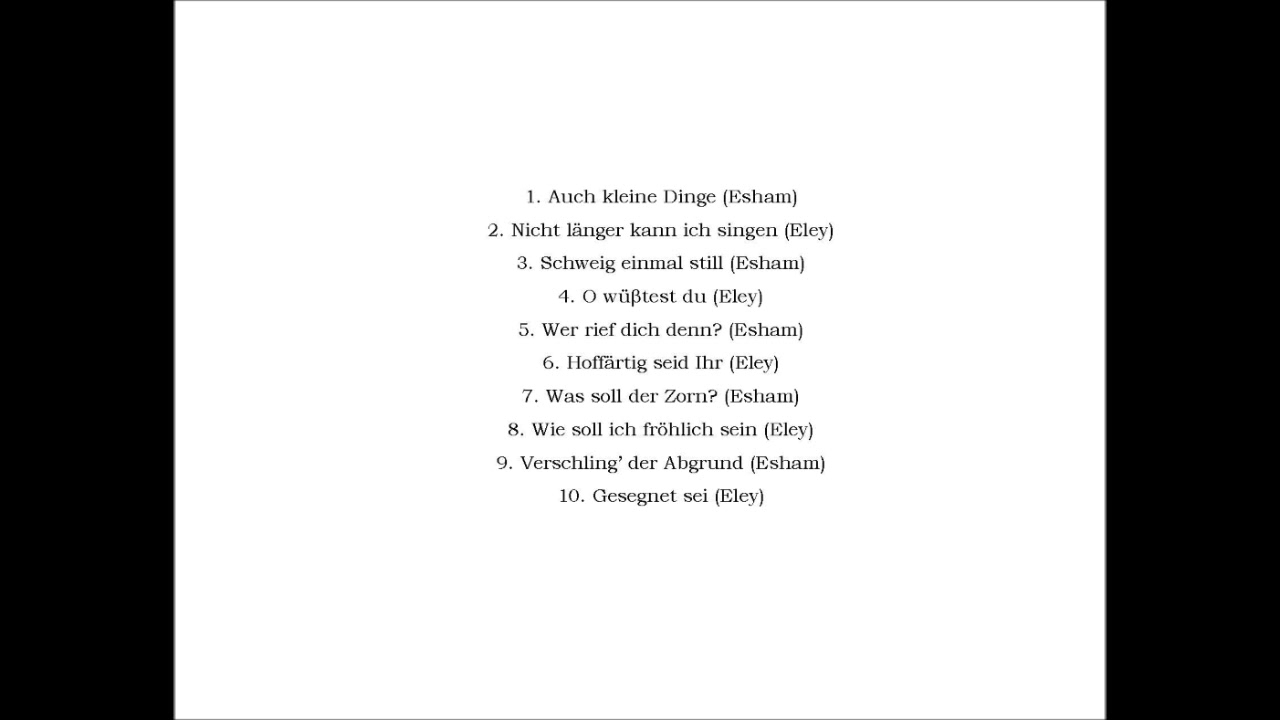 1. Auch kleine Dinge (Esham)
2. Nicht länger kann ich singen (Eley)
3. Schweig einmal still (Esham)
4. O wüβtest du (Eley)
5. Wer rief dich denn? (Esham)
6. Hoffärtig seid Ihr (Eley)
7. Was soll der Zorn? (Esham)
8. Wie soll ich fröhlich sein (Eley)
9. Verschling’ der Abgrund (Esham)
10. Gesegnet sei (Eley)